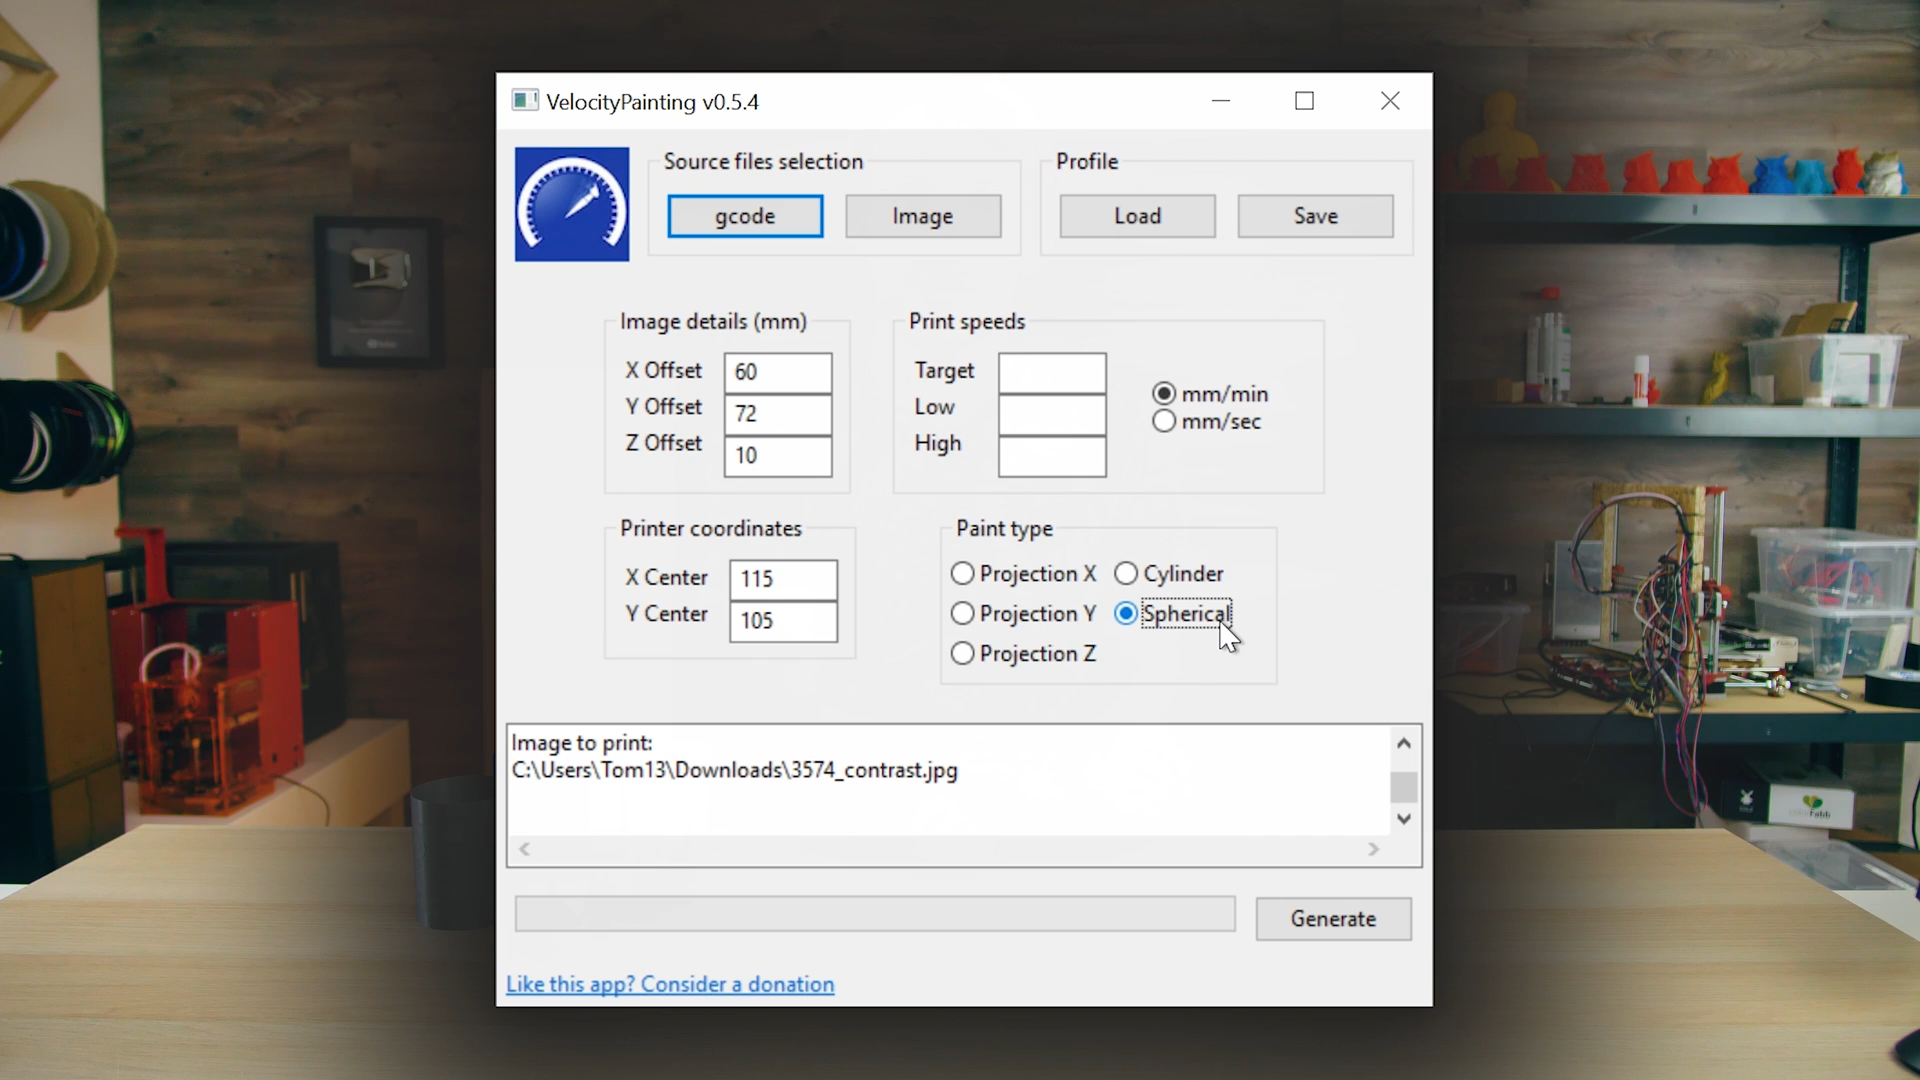 VelocityPainting v0.5.4
Source files selection
gcode
Image
Profile
Load
Save
Image details (mm)
X Offset
60
Y Offset
72
Z Offset
10
Print speeds
Target
Low
High
mm/min
mm/sec
Printer coordinates
X Center
115
Y Center
105
Paint type
Projection X
Cylinder
Projection Y
Spherical
Projection Z
Image to print:
C:\Users\Tom13\Downloads\3574_contrast.jpg
Generate
Like this app? Consider a donation